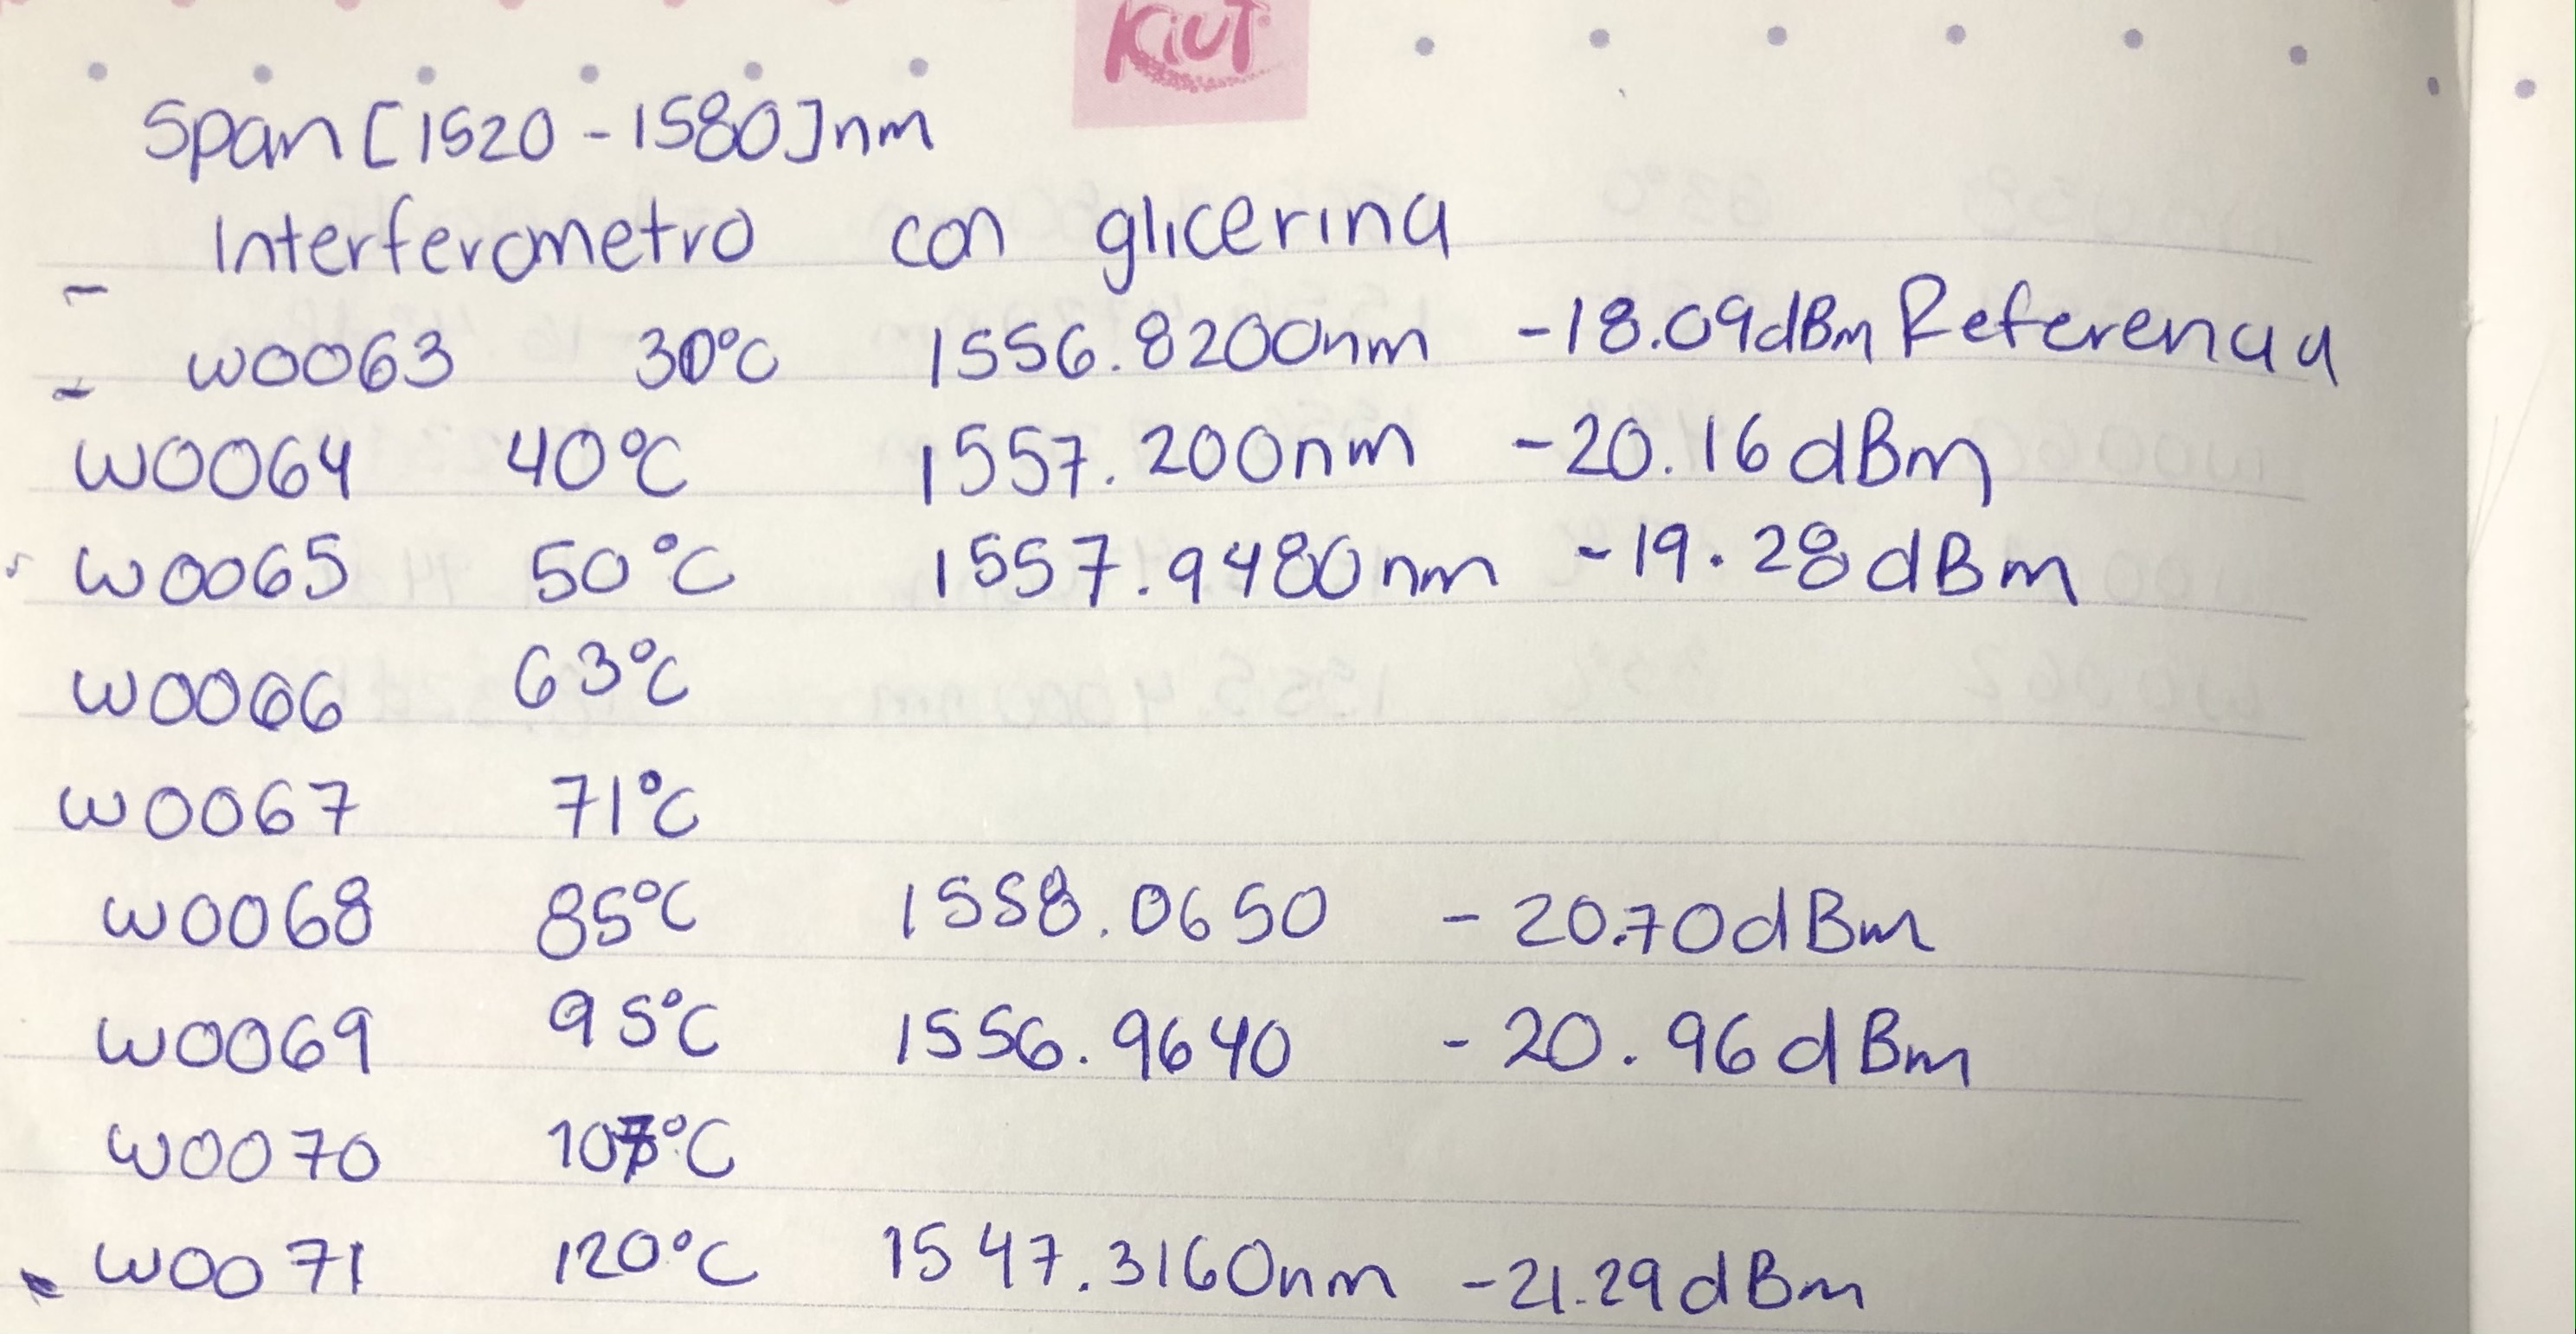 KiUT
Span [1520 - 1580]nm
Interferometro con glicerina
W0063 30°C 1556.8200nm -18.09dBm Referencia
W0064 40°C 1557.200nm -20.16dBm
W0065 50°C 1557.9480nm -19.28dBm
W0066 63°C
W0067 71°C
W0068 85°C 1558.0650 -20.70dBm
W0069 95°C 1556.9640 -20.96dBm
W0070
W0071 120°C 1547.3160nm -21.29dBm